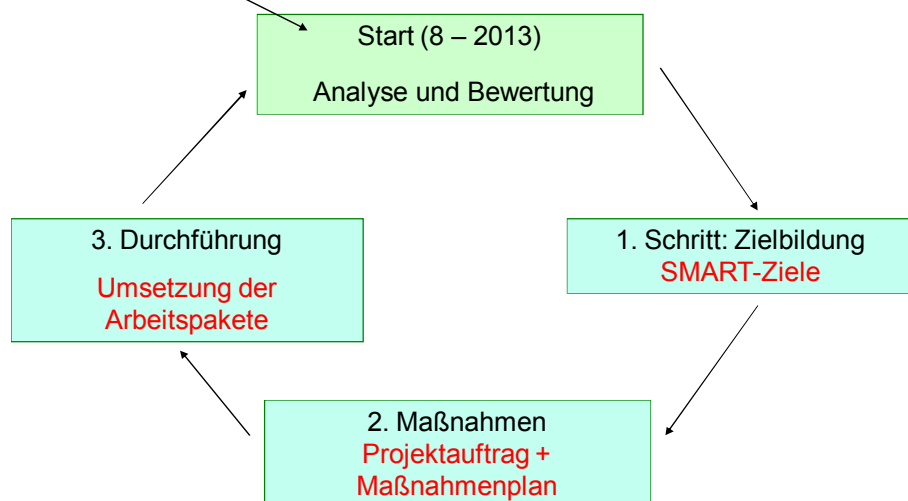 Start (8 – 2013)
Analyse und Bewertung
1. Schritt: Zielbildung
SMART-Ziele
2. Maßnahmen
Projektauftrag +
Maßnahmenplan
3. Durchführung
Umsetzung der
Arbeitspakete